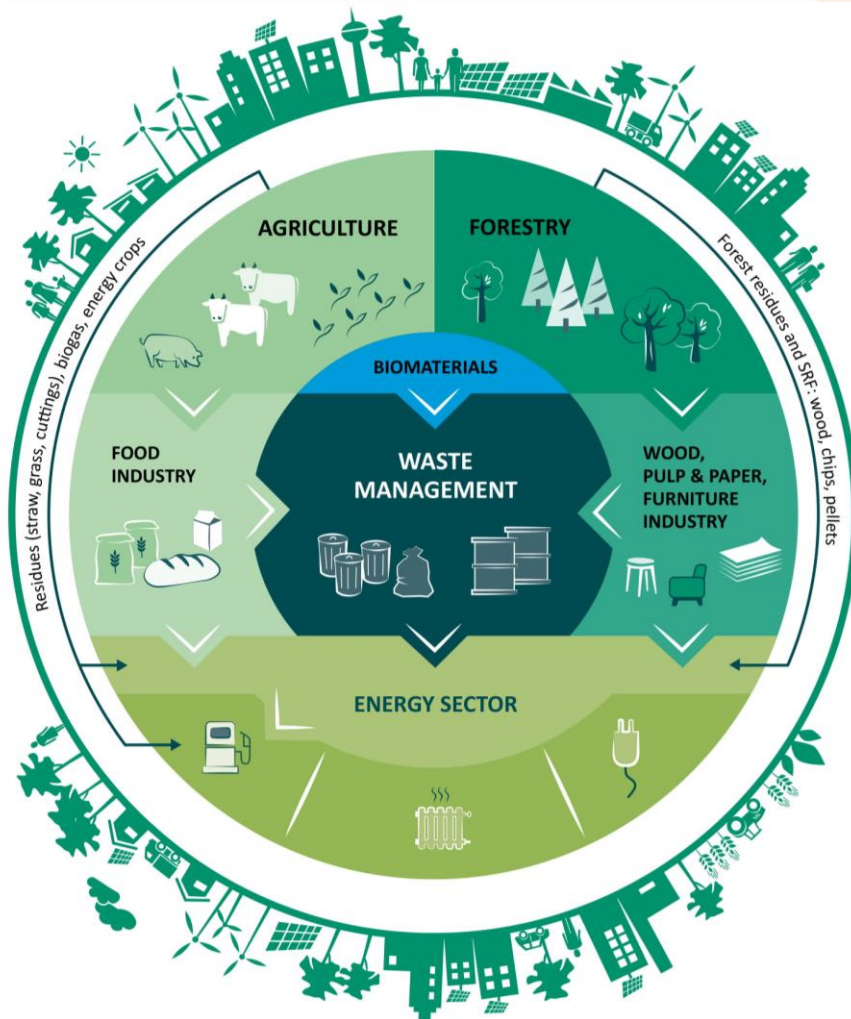 AGRICULTURE
FORESTRY
BIOMATERIALS
FOOD
INDUSTRY
WASTE
MANAGEMENT
WOOD,
PULP & PAPER,
FURNITURE
INDUSTRY
ENERGY SECTOR
Residues (straw, grass, cuttings), biogas, energy crops
Forest residues and SRF: wood, chips, pellets